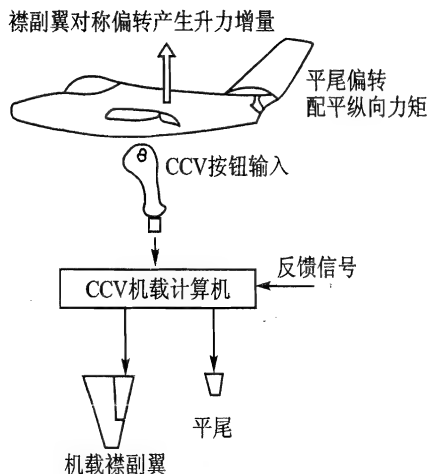 襟副翼对称偏转产生升力增量
平尾偏转
配平纵向力矩
CCV按钮输入
反馈信号
CCV机载计算机
平尾
机载襟副翼